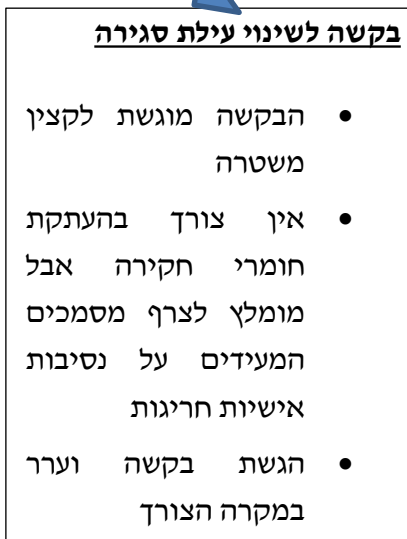 בקשה לשינוי עילת סגירה
• הבקשה מוגשת לקצין
משטרה
• אין צורך בהעתקת
חומרי חקירה אבל
מומלץ לצרף מסמכים
המעידים על נסיבות
אישיות חריגות
• הגשת בקשה וערר
במקרה הצורך